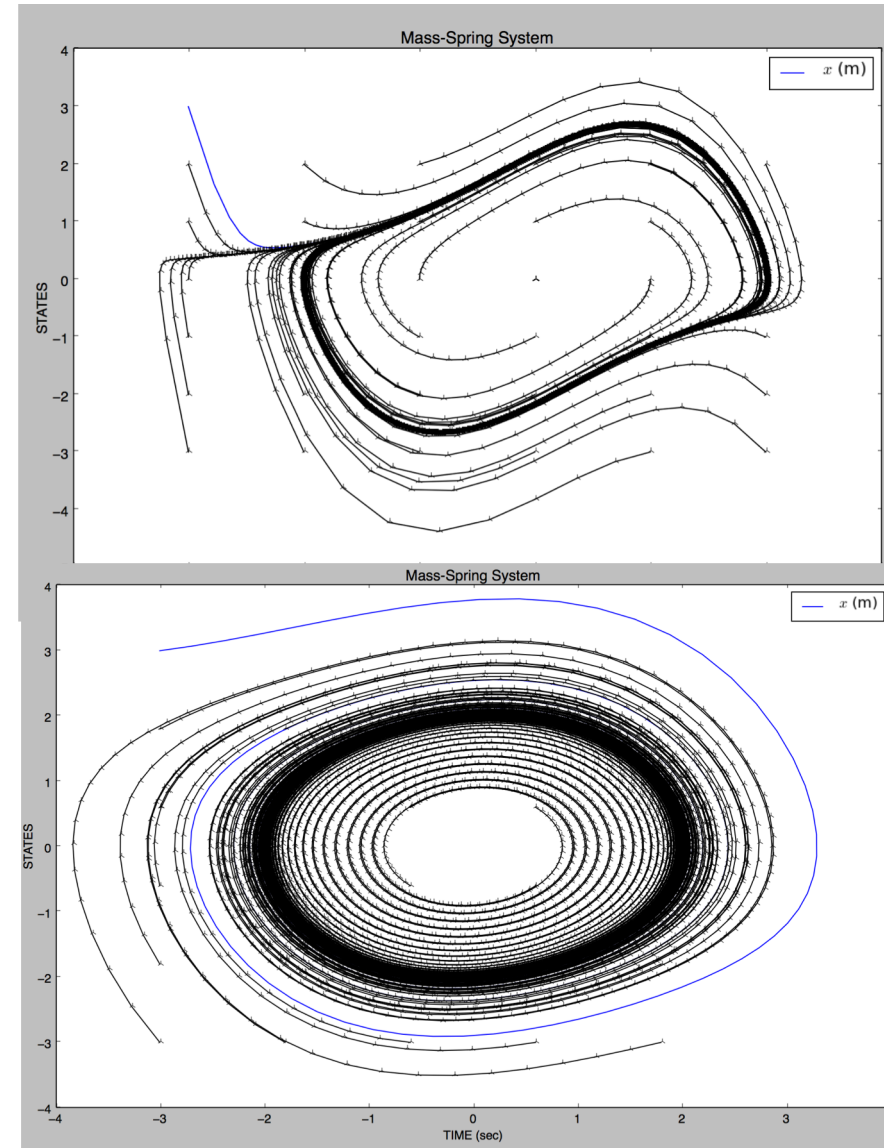 Mass-Spring System
x (m)
4
3
2
1
0
−1
−2
−3
−4
STATES
Mass-Spring System
x (m)
4
3
2
1
0
−1
−2
−3
−4
STATES
−4 −3 −2 −1 0 1 2 3
TIME (sec)